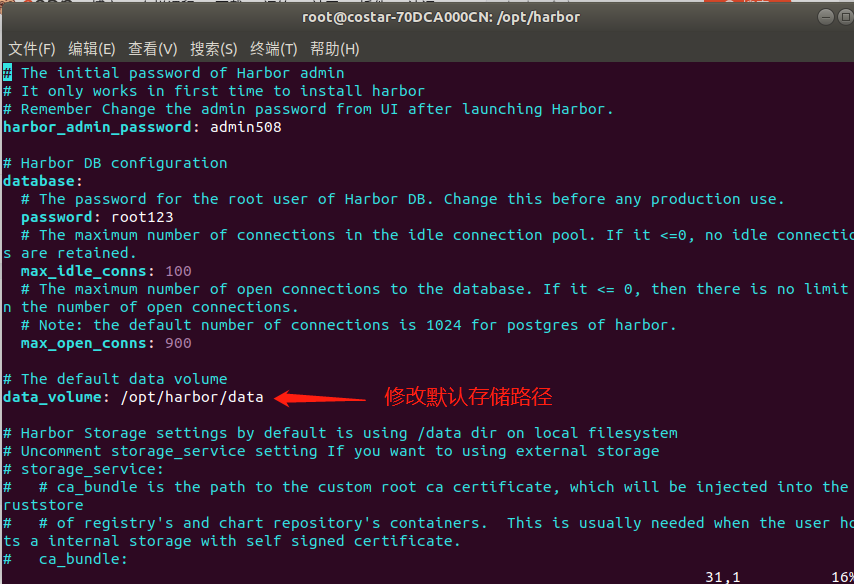 root@costar-70DCA000CN: /opt/harbor
文件(F) 编辑(E) 查看(V) 搜索(S) 终端(T) 帮助(H)
# The initial password of Harbor admin
# It only works in first time to install harbor
# Remember Change the admin password from UI after launching Harbor.
harbor_admin_password: admin508
# Harbor DB configuration
database:
# The password for the root user of Harbor DB. Change this before any production use.
password: root123
# The maximum number of connections in the idle connection pool. If it <=0, no idle connectio
s are retained.
max_idle_conns: 100
# The maximum number of open connections to the database. If it <= 0, then there is no limit
n the number of open connections.
# Note: the default number of connections is 1024 for postgres of harbor.
max_open_conns: 900
# The default data volume
data_volume: /opt/harbor/data 修改默认存储路径
# Harbor Storage settings by default is using /data dir on local filesystem
# Uncomment storage_service setting If you want to using external storage
# storage_service:
#   # ca_bundle is the path to the custom root ca certificate, which will be injected into the
ruststore
#   # of registry's and chart repository's containers.  This is usually needed when the user ho
ts a internal storage with self signed certificate.
#   ca_bundle:
31,1 16%